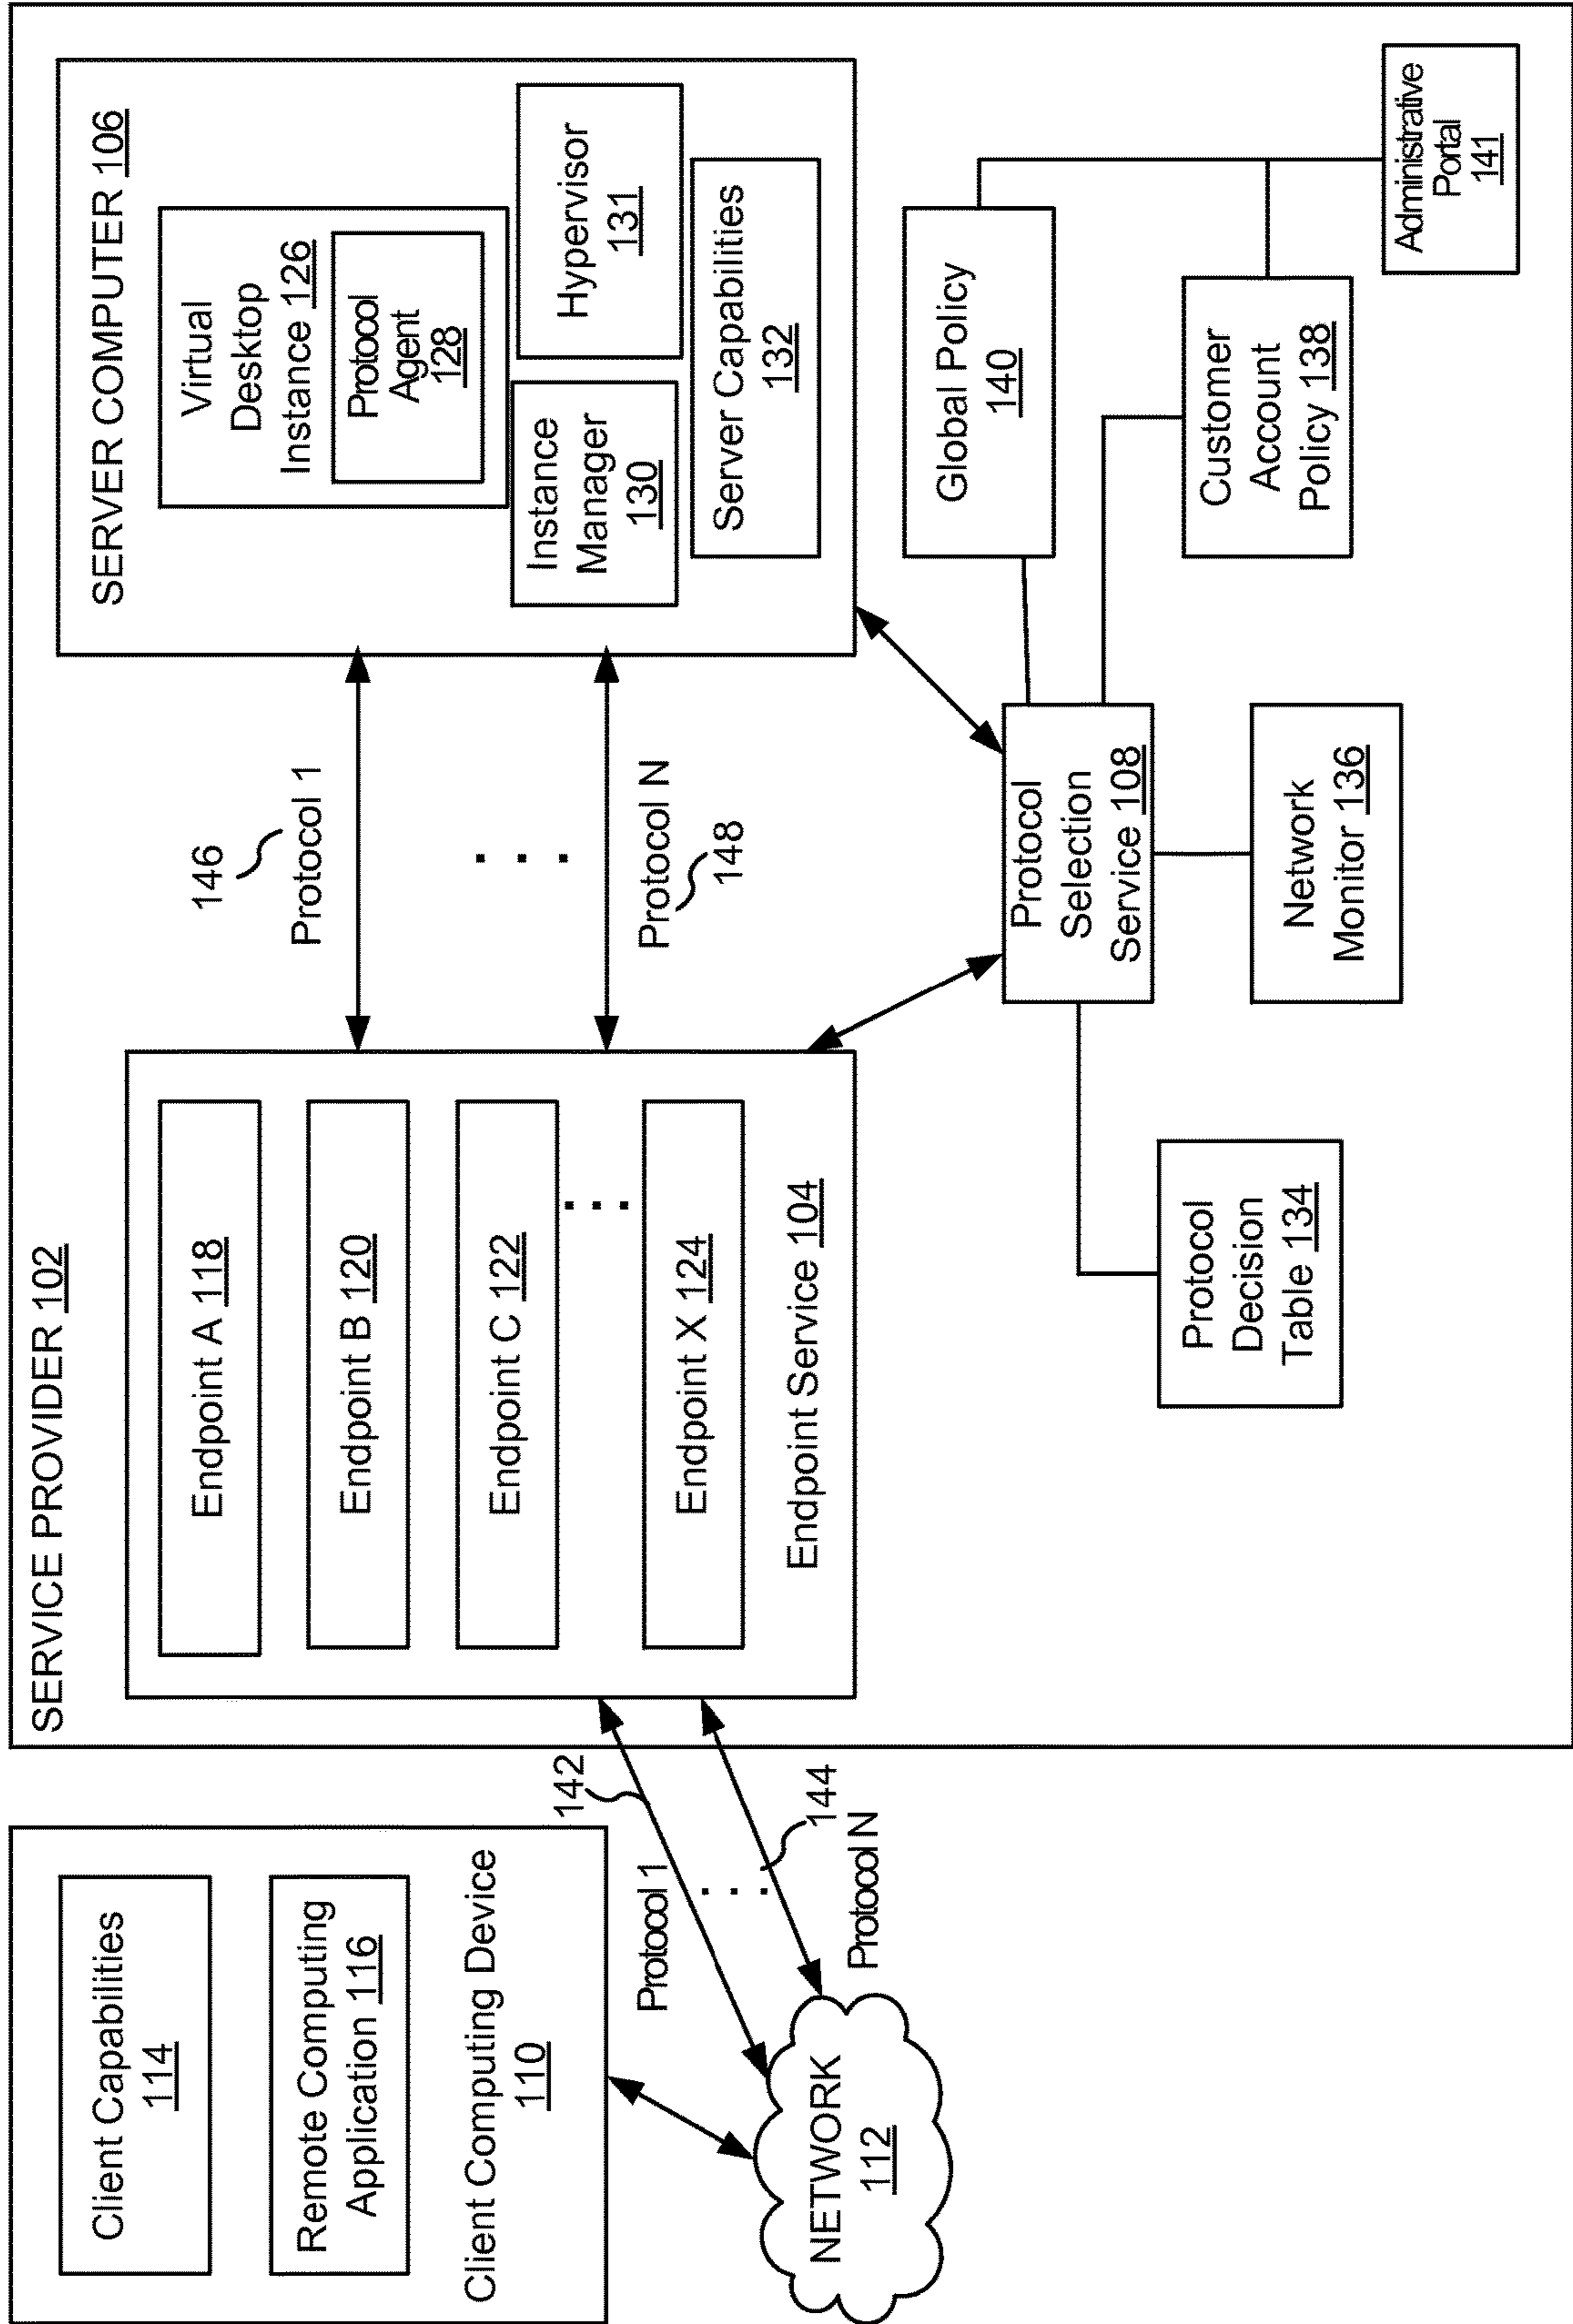 Client Capabilities
114
Remote Computing
Application 116
Client Computing Device
110
NETWORK
112
Protocol 1
142
. . .
144
Protocol N
SERVICE PROVIDER 102
Endpoint A 118
Endpoint B 120
Endpoint C 122
. . .
Endpoint X 124
Endpoint Service 104
146
Protocol 1
. . .
Protocol N
148
SERVER COMPUTER 106
Virtual
Desktop
Instance 126
Protocol
Agent
128
Instance
Manager
130
Hypervisor
131
Server Capabilities
132
Protocol
Selection
Service 108
Protocol
Decision
Table 134
Network
Monitor 136
Global Policy
140
Customer
Account
Policy 138
Administrative
Portal
141